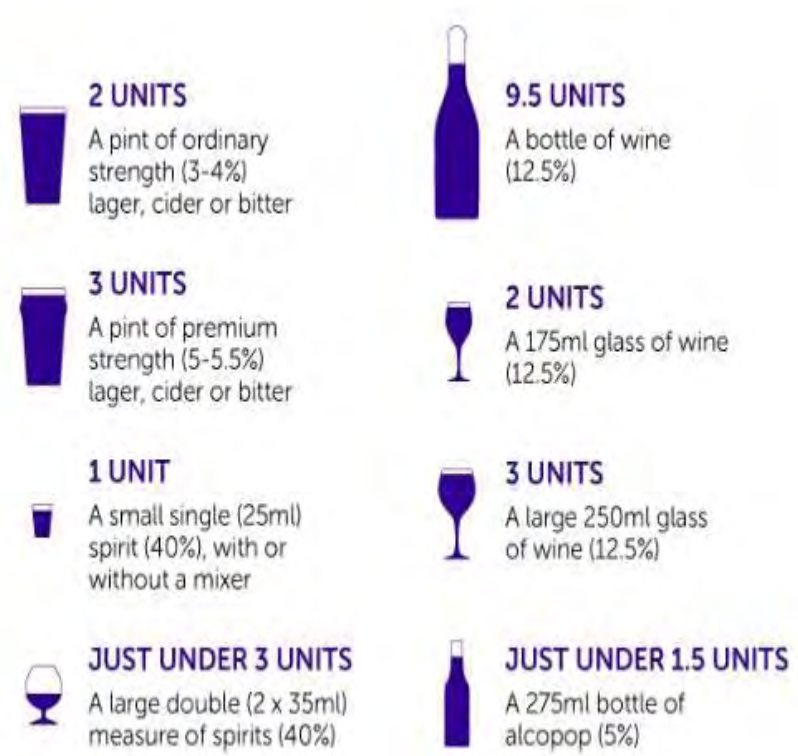 2 UNITS
A pint of ordinary
strength (3-4%)
lager, cider or bitter
3 UNITS
A pint of premium
strength (5-5.5%)
lager, cider or bitter
1 UNIT
A small single (25ml)
spirit (40%), with or
without a mixer
JUST UNDER 3 UNITS
A large double (2 x 35ml)
measure of spirits (40%)
9.5 UNITS
A bottle of wine
(12.5%)
2 UNITS
A 175ml glass of wine
(12.5%)
3 UNITS
A large 250ml glass
of wine (12.5%)
JUST UNDER 1.5 UNITS
A 275ml bottle of
alcopop (5%)